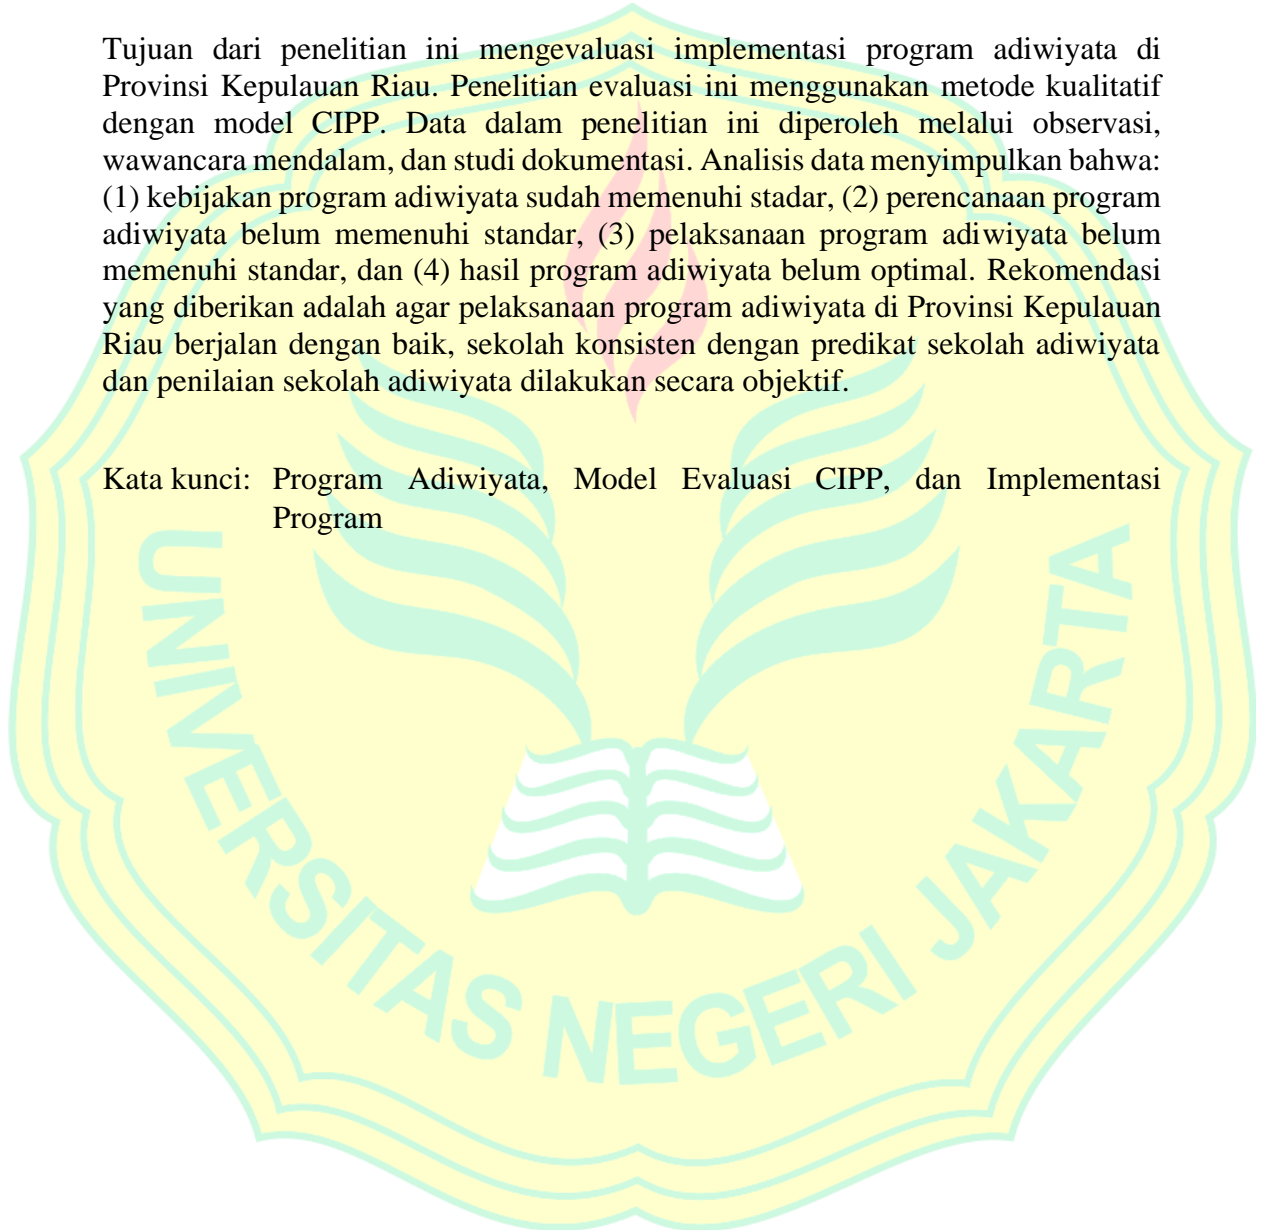 Tujuan dari penelitian ini mengevaluasi implementasi program adiwiyata di
Provinsi Kepulauan Riau. Penelitian evaluasi ini menggunakan metode kualitatif
dengan model CIPP. Data dalam penelitian ini diperoleh melalui observasi,
wawancara mendalam, dan studi dokumentasi. Analisis data menyimpulkan bahwa:
(1) kebijakan program adiwiyata sudah memenuhi stadar, (2) perencanaan program
adiwiyata belum memenuhi standar, (3) pelaksanaan program adiwiyata belum
memenuhi standar, dan (4) hasil program adiwiyata belum optimal. Rekomendasi
yang diberikan adalah agar pelaksanaan program adiwiyata di Provinsi Kepulauan
Riau berjalan dengan baik, sekolah konsisten dengan predikat sekolah adiwiyata
dan penilaian sekolah adiwiyata dilakukan secara objektif.
Kata kunci: Program Adiwiyata, Model Evaluasi CIPP, dan Implementasi
Program
UNIVERSITAS NEGERI JAKARTA